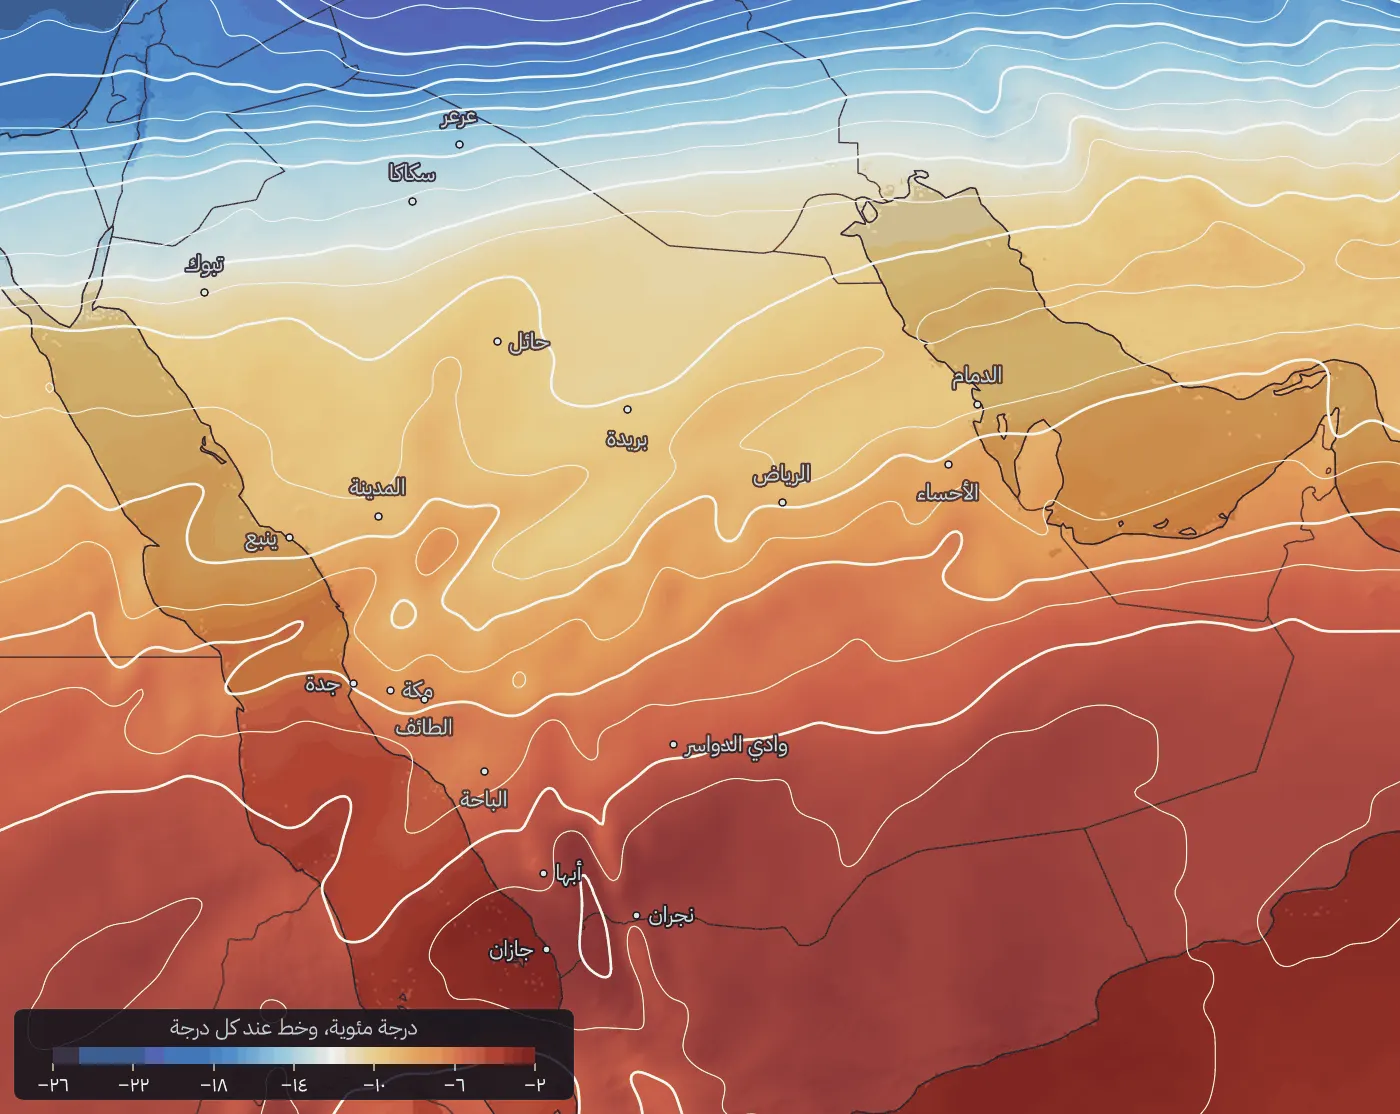 عرعر
سكاكا
تبوك
حائل
الدمام
بريدة
الرياض
المدينة
الأحساء
ينبع
جدة
مكة
الطائف
وادي الدواسر
الباحة
أبها
نجران
جازان
درجة مئوية، وخط عند كل درجة
−٢٦ −٢٢ −١٨ −١٤ −١٠ −٦ −٢